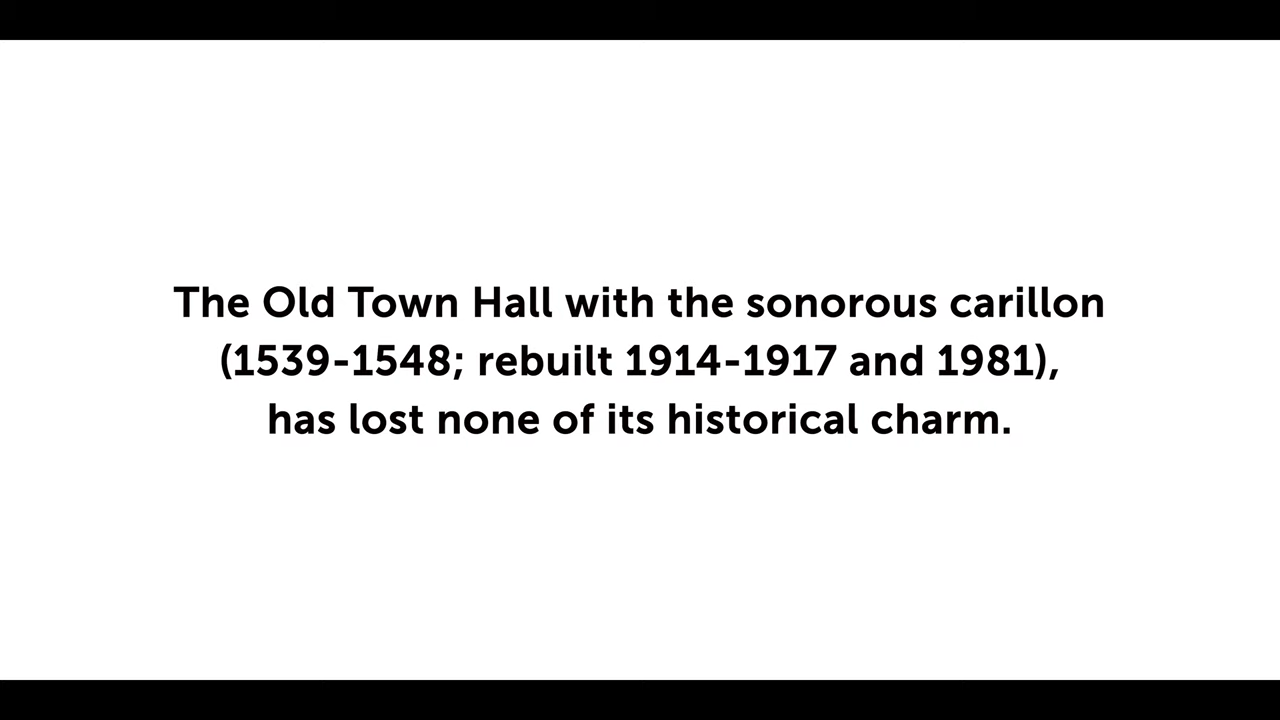 The Old Town Hall with the sonorous carillon
(1539-1548; rebuilt 1914-1917 and 1981),
has lost none of its historical charm.